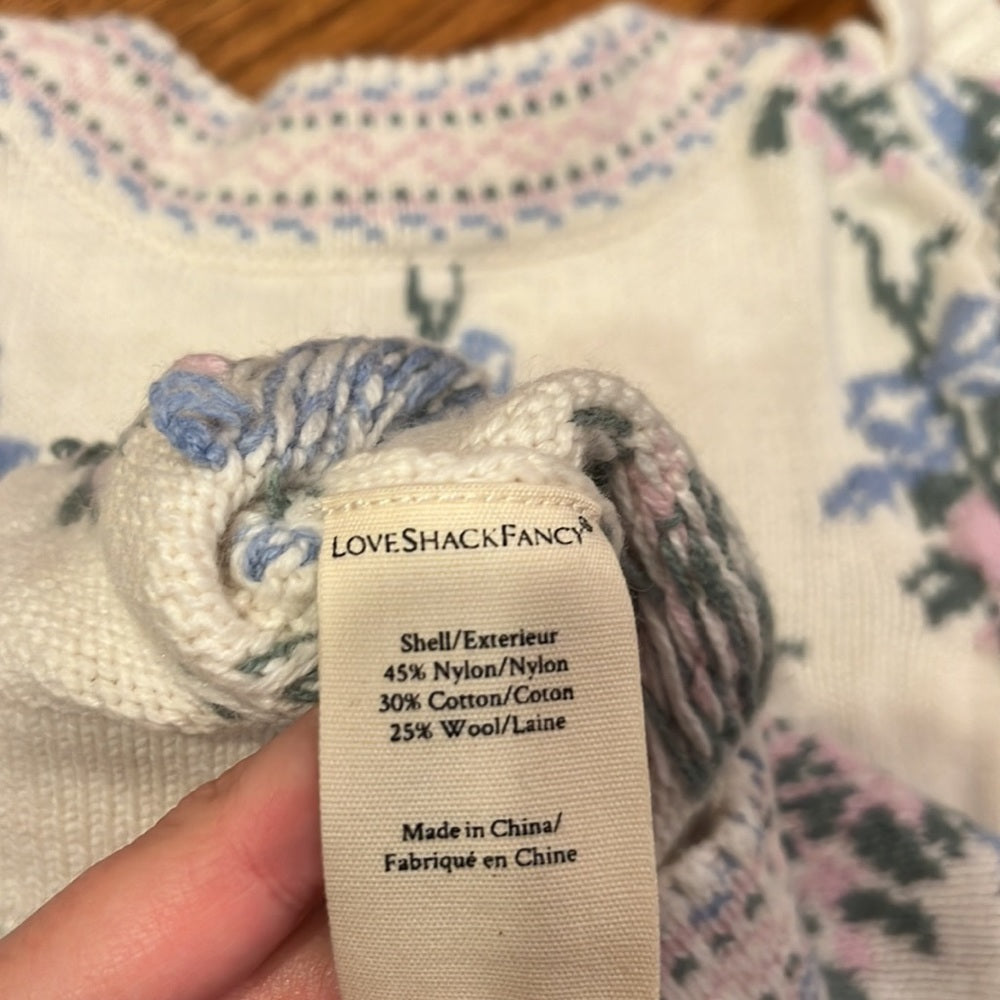 LOVESHACKFANCY®
Shell/Exterieur
45% Nylon/Nylon
30% Cotton/Coton
25% Wool/Laine
Made in China/
Fabriqué en Chine